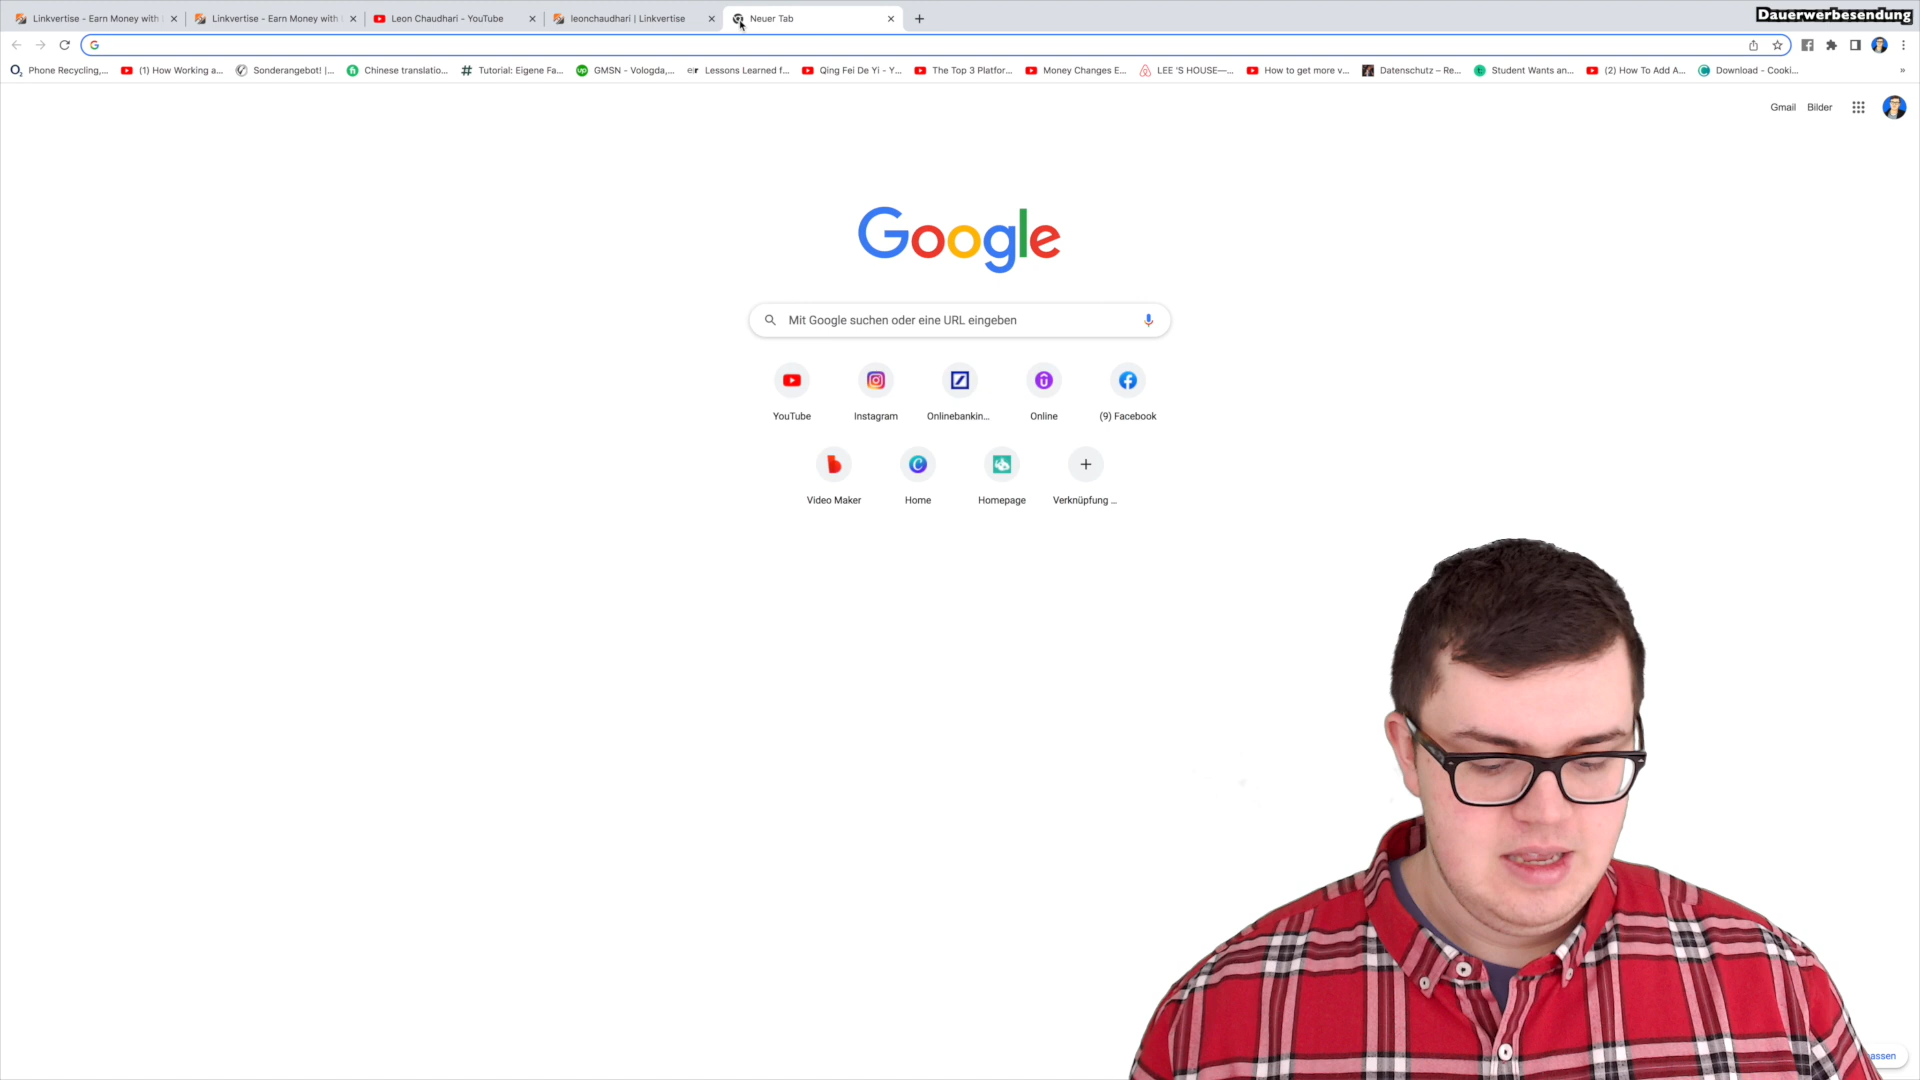 Linkvertise - Earn Money with
Linkvertise - Earn Money with
Leon Chaudhari - YouTube
leonchaudhari | Linkvertise
Neuer Tab
Dauerwerbesendung
Phone Recycling,...
(1) How Working a...
Sonderangebot! |...
Chinese translatio...
Tutorial: Eigene Fa...
GMSN - Vologda,...
Lessons Learned f...
Qing Fei De Yi - Y...
The Top 3 Platfor...
Money Changes E...
LEE 'S HOUSE—...
How to get more v...
Datenschutz – Re...
Student Wants an...
(2) How To Add A...
Download - Cooki...
Gmail
Bilder
Google
Mit Google suchen oder eine URL eingeben
YouTube
Instagram
Onlinebankin...
Online
(9) Facebook
Video Maker
Home
Homepage
Verknüpfung ...
assen